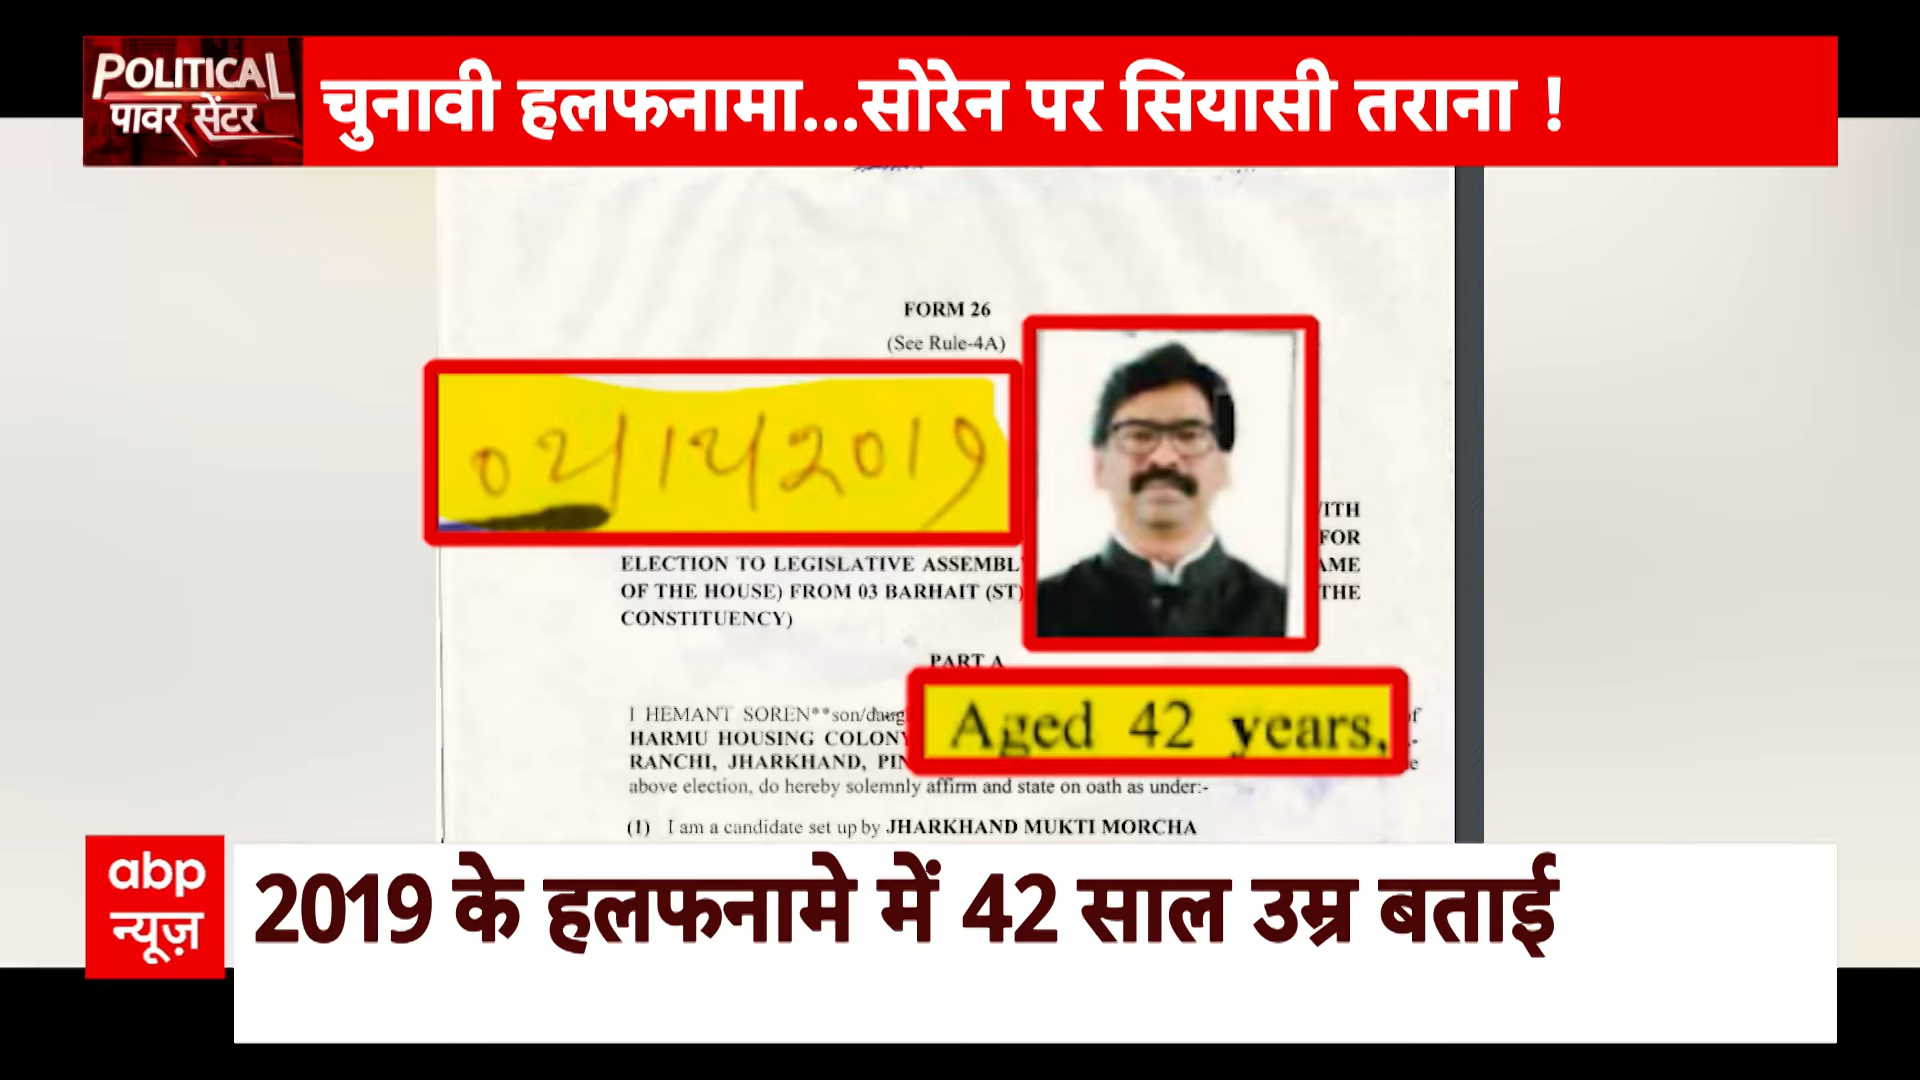 POLITICAL
पावर सेंटर
चुनावी हलफनामा...सोरेन पर सियासी तराना !
FORM 26
(See Rule-4A)
02/12/2019
FOR
ELECTION TO LEGISLATIVE ASSEMBL
OF THE HOUSE) FROM 03 BARHAIT (ST) THE
CONSTITUENCY)
PART A
I HEMANT SOREN**son/daug
Aged 42 years,
HARMU HOUSING COLONY
RANCHI, JHARKHAND, PIN
above election, do hereby solemnly affirm and state on oath as under:-
(1) I am a candidate set up by JHARKHAND MUKTI MORCHA
abp
न्यूज़
2019 के हलफनामे में 42 साल उम्र बताई